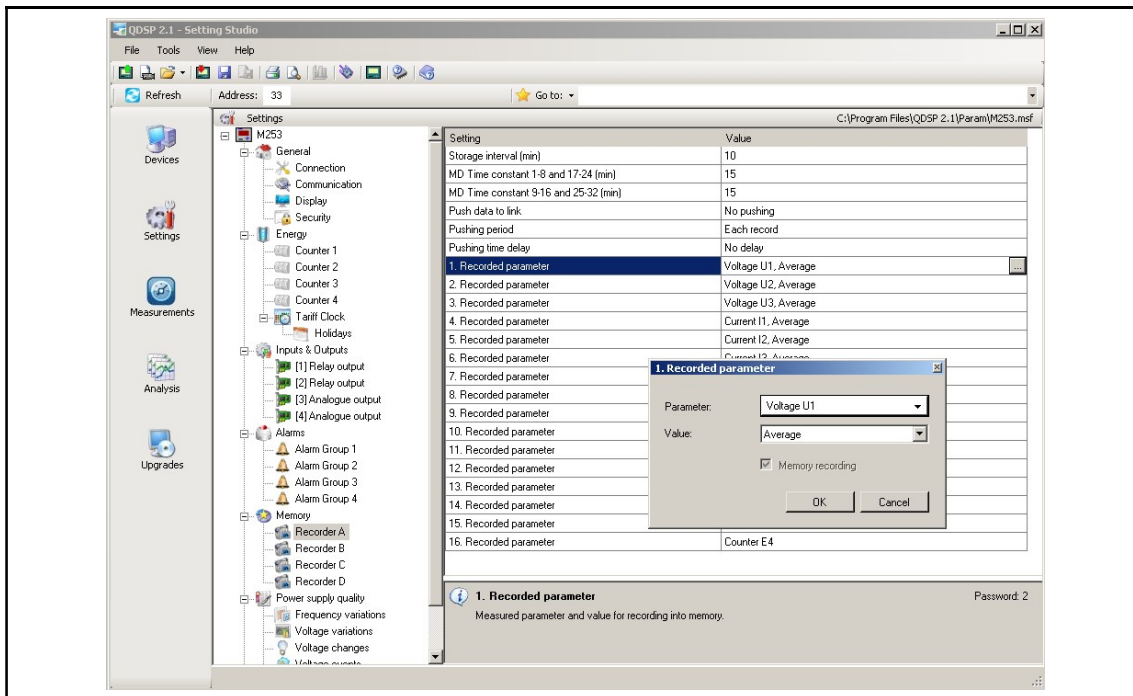 QDSP 2.1 - Setting Studio
File Tools View Help
Refresh Address: 33 Go to:
Settings C:\Program Files\QDSP 2.1\Param\M253.msf
Devices
Settings
Measurements
Analysis
Upgrades
M253
General
Connection
Communication
Display
Security
Energy
Counter 1
Counter 2
Counter 3
Counter 4
Tariff Clock
Holidays
Inputs & Outputs
[1] Relay output
[2] Relay output
[3] Analogue output
[4] Analogue output
Alarms
Alarm Group 1
Alarm Group 2
Alarm Group 3
Alarm Group 4
Memory
Recorder A
Recorder B
Recorder C
Recorder D
Power supply quality
Frequency variations
Voltage variations
Voltage changes
Voltage events
Setting Value
Storage interval (min) 10
MD Time constant 1-8 and 17-24 (min) 15
MD Time constant 9-16 and 25-32 (min) 15
Push data to link No pushing
Pushing period Each record
Pushing time delay No delay
1. Recorded parameter Voltage U1, Average ...
2. Recorded parameter Voltage U2, Average
3. Recorded parameter Voltage U3, Average
4. Recorded parameter Current I1, Average
5. Recorded parameter Current I2, Average
6. Recorded parameter Current I3, Average
7. Recorded parameter
8. Recorded parameter
9. Recorded parameter
10. Recorded parameter
11. Recorded parameter
12. Recorded parameter
13. Recorded parameter
14. Recorded parameter
15. Recorded parameter
16. Recorded parameter Counter E4
1. Recorded parameter
Parameter: Voltage U1
Value: Average
Memory recording
OK Cancel
1. Recorded parameter Password: 2
Measured parameter and value for recording into memory.